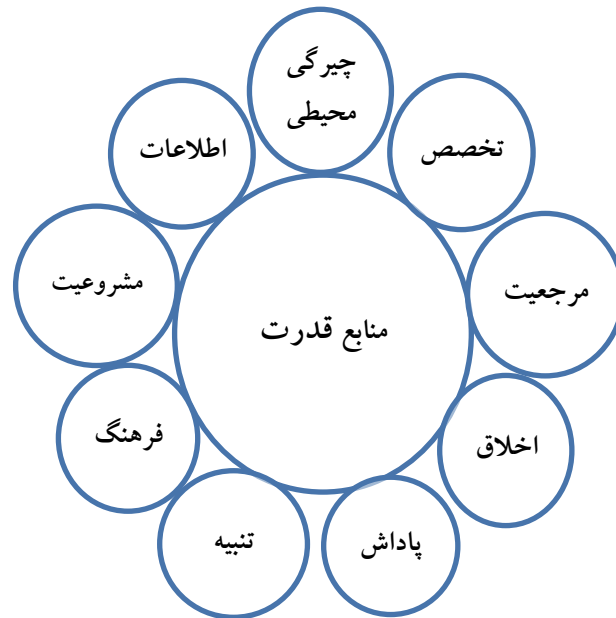 چیرگی
محیطی
تخصص
اطلاعات
مرجعیت
مشروعیت
منابع قدرت
اخلاق
فرهنگ
پاداش
تنبیه